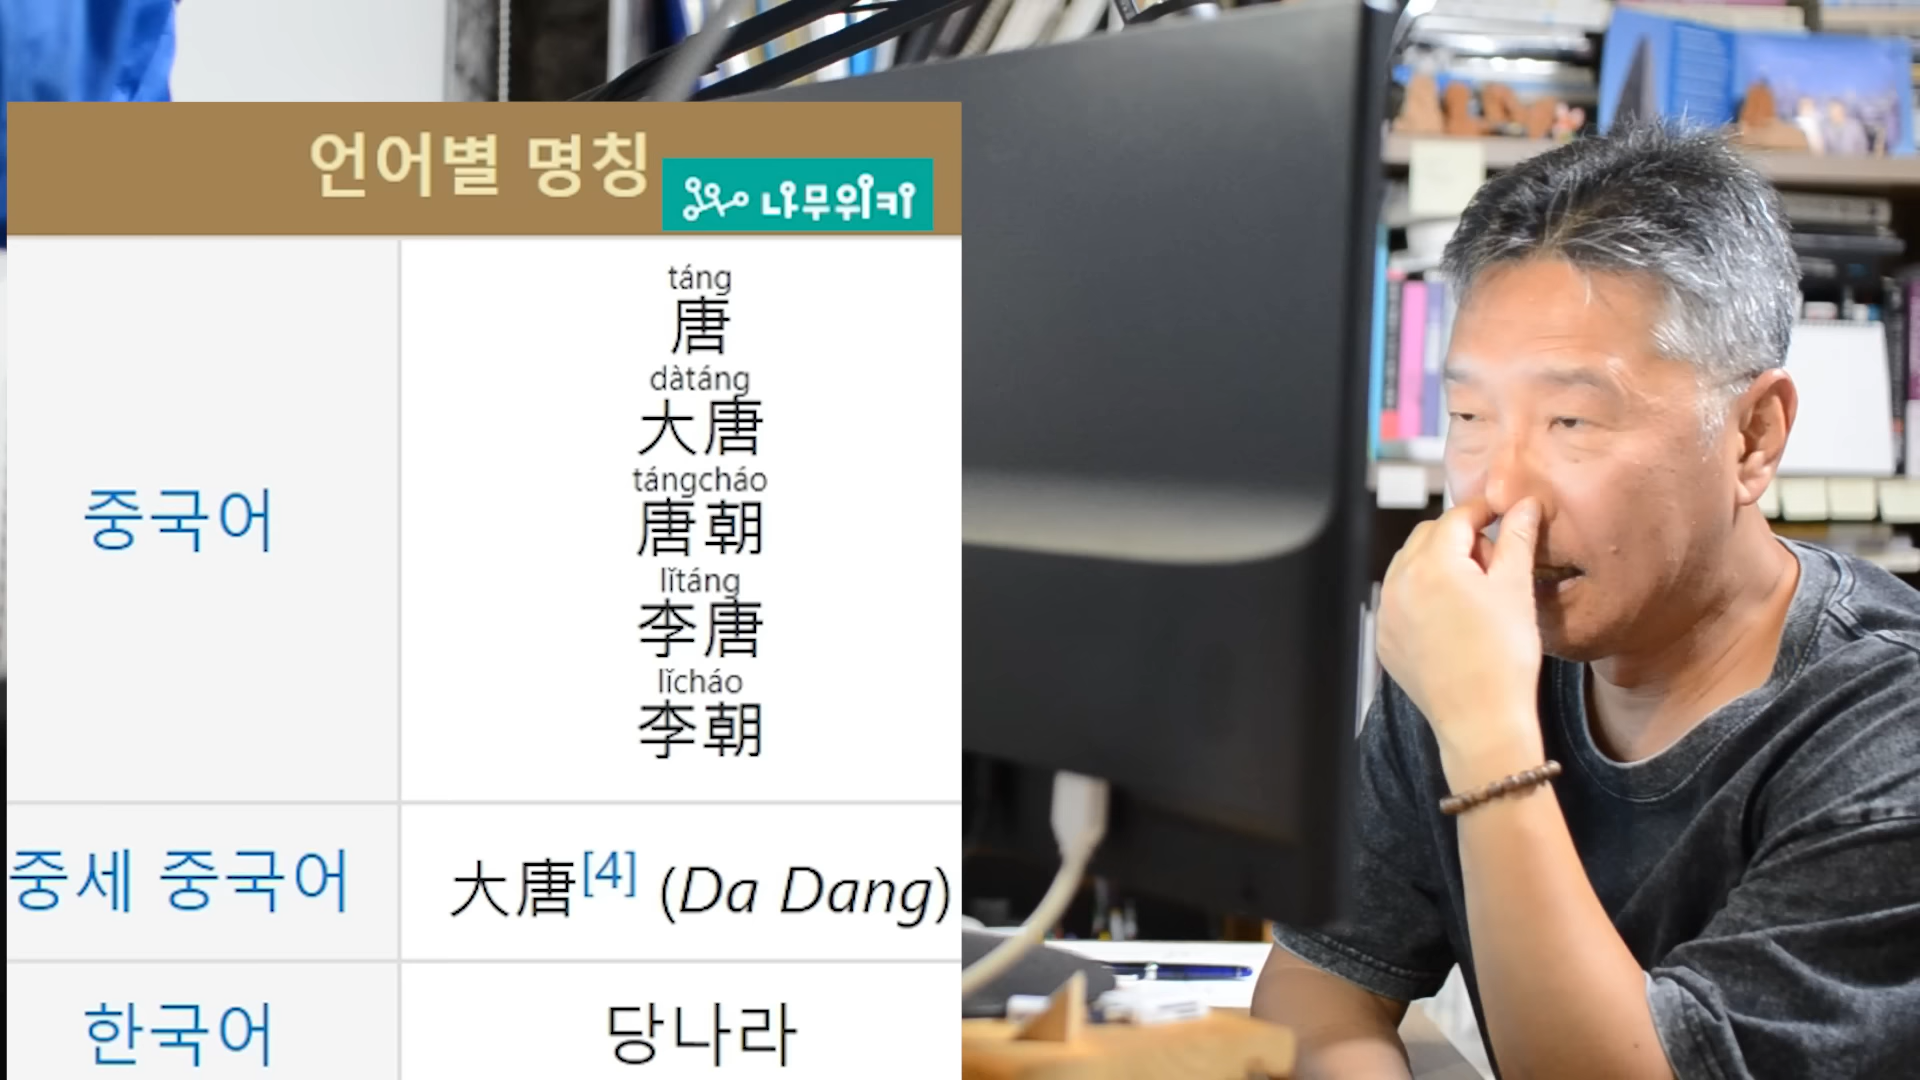 언어별 명칭
나무위키
중국어
táng
唐
dàtáng
大唐
tángcháo
唐朝
lǐtáng
李唐
lǐcháo
李朝
중세 중국어
大唐[4] (Da Dang)
한국어
당나라